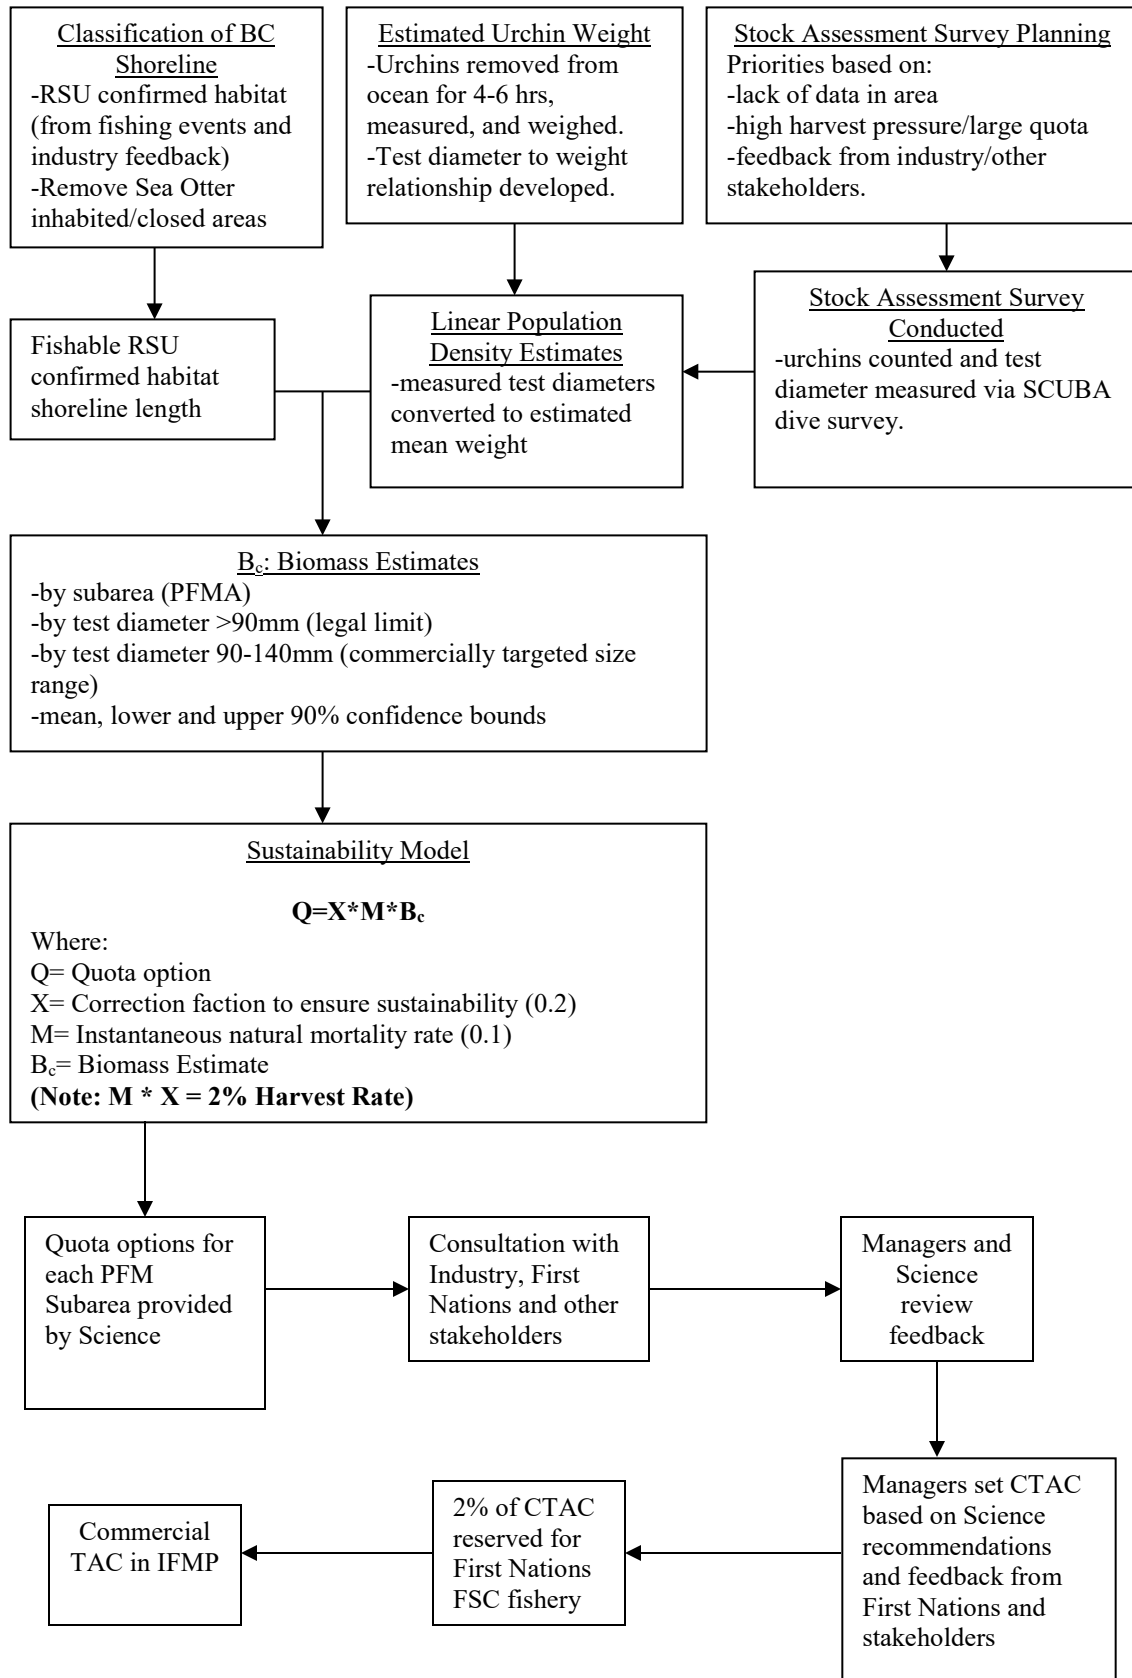 Classification of BC
Shoreline
-RSU confirmed habitat
(from fishing events and
industry feedback)
-Remove Sea Otter
inhabited/closed areas
Estimated Urchin Weight
-Urchins removed from
ocean for 4-6 hrs,
measured, and weighed.
-Test diameter to weight
relationship developed.
Stock Assessment Survey Planning
Priorities based on:
-lack of data in area
-high harvest pressure/large quota
-feedback from industry/other
stakeholders.
Fishable RSU
confirmed habitat
shoreline length
Linear Population
Density Estimates
-measured test diameters
converted to estimated
mean weight
Stock Assessment Survey
Conducted
-urchins counted and test
diameter measured via SCUBA
dive survey.
Bc: Biomass Estimates
-by subarea (PFMA)
-by test diameter >90mm (legal limit)
-by test diameter 90-140mm (commercially targeted size
range)
-mean, lower and upper 90% confidence bounds
Sustainability Model
Q=X*M*Bc
Where:
Q= Quota option
X= Correction faction to ensure sustainability (0.2)
M= Instantaneous natural mortality rate (0.1)
Bc= Biomass Estimate
(Note: M * X = 2% Harvest Rate)
Quota options for
each PFM
Subarea provided
by Science
Consultation with
Industry, First
Nations and other
stakeholders
Managers and
Science
review
feedback
Managers set CTAC
based on Science
recommendations
and feedback from
First Nations and
stakeholders
2% of CTAC
reserved for
First Nations
FSC fishery
Commercial
TAC in IFMP